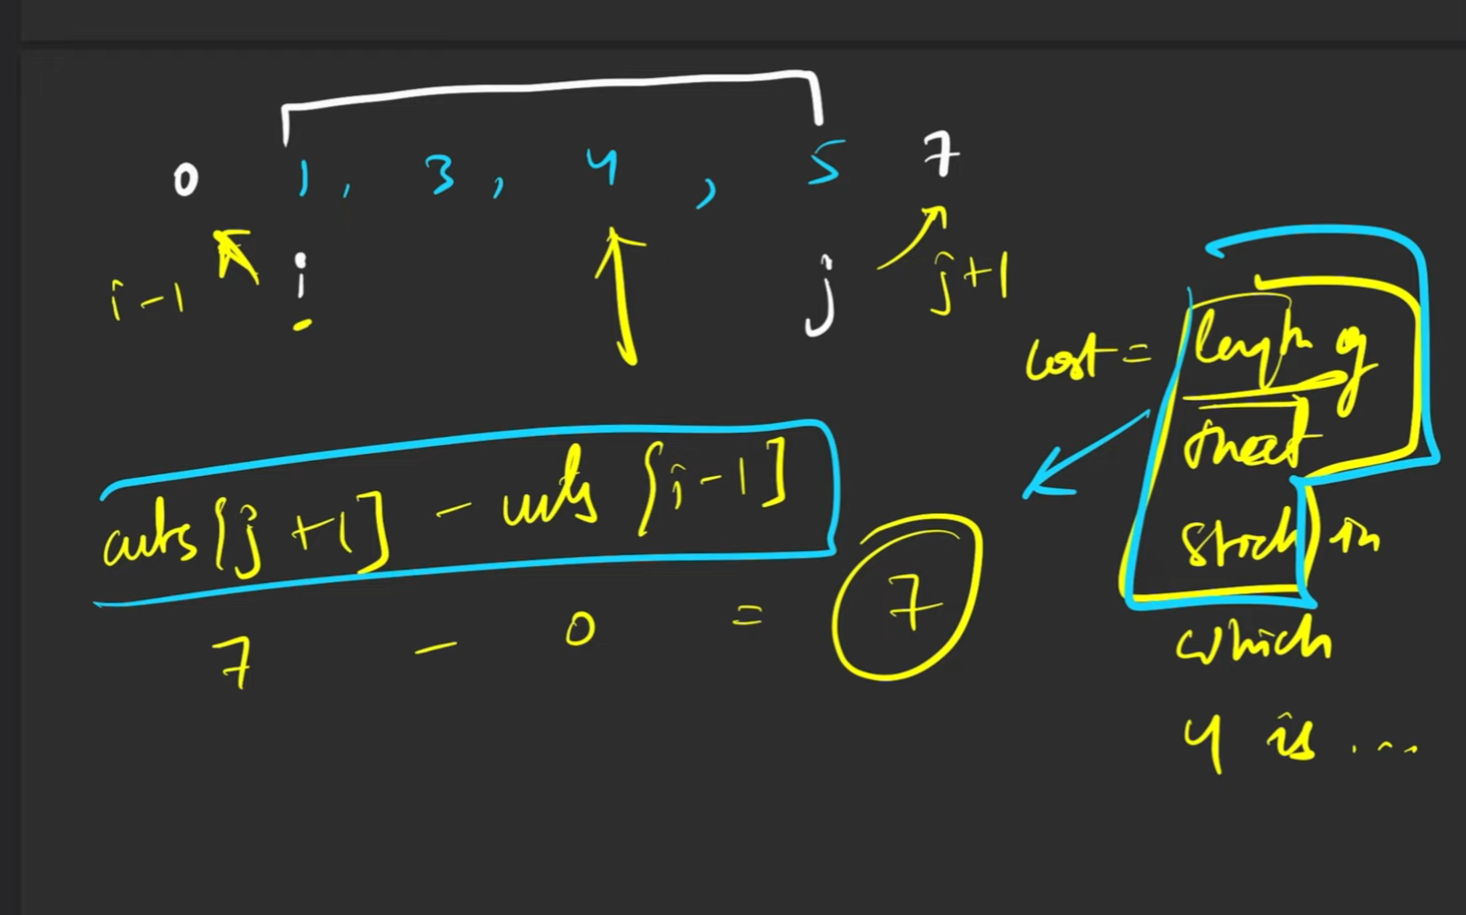 0 1, 3, 4, 5 7
i-1 i j j+1
cost = length of
that
stick in
which
4 is ...
cuts[j+1] - cuts[i-1]
7 - 0 = 7